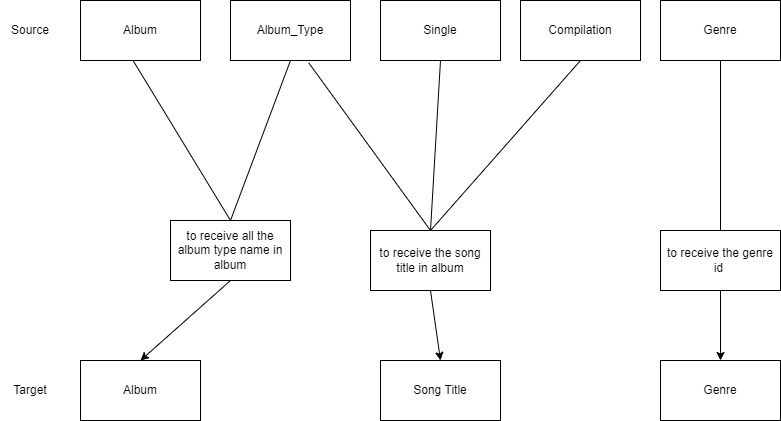 Source
Album
Album_Type
Single
Compilation
Genre
to receive all the
album type name in
album
to receive the song
title in album
to receive the genre
id
Target
Album
Song Title
Genre